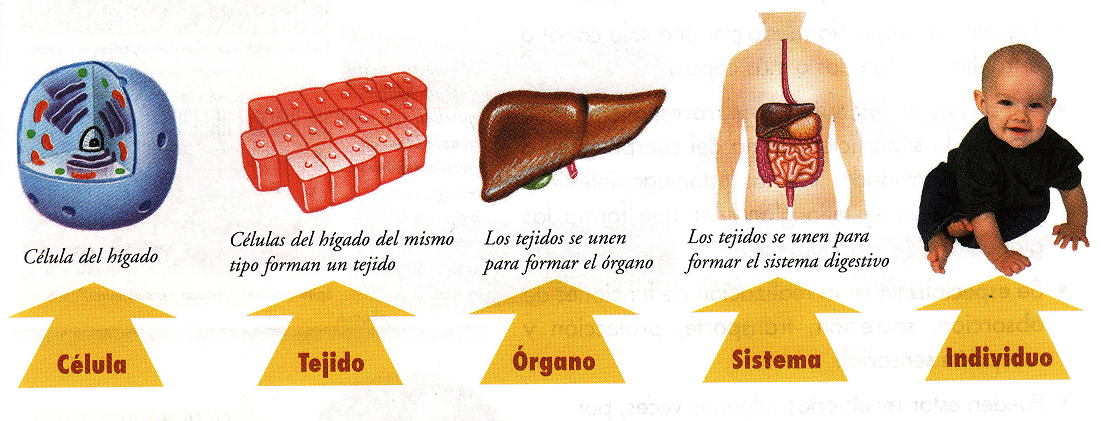 Célula del hígado
Células del hígado del mismo
tipo forman un tejido
Los tejidos se unen
para formar el órgano
Los tejidos se unen para
formar el sistema digestivo
Célula
Tejido
Órgano
Sistema
Individuo